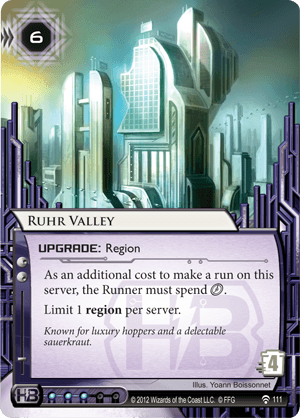 6
RUHR VALLEY
UPGRADE: Region
As an additional cost to make a run on this
server, the Runner must spend
.
Limit 1 region per server.
Known for luxury hoppers and a delectable
sauerkraut.
4
Illus. Yoann Boissonnet
HB
© 2012 Wizards of the Coast LLC. © FFG
111